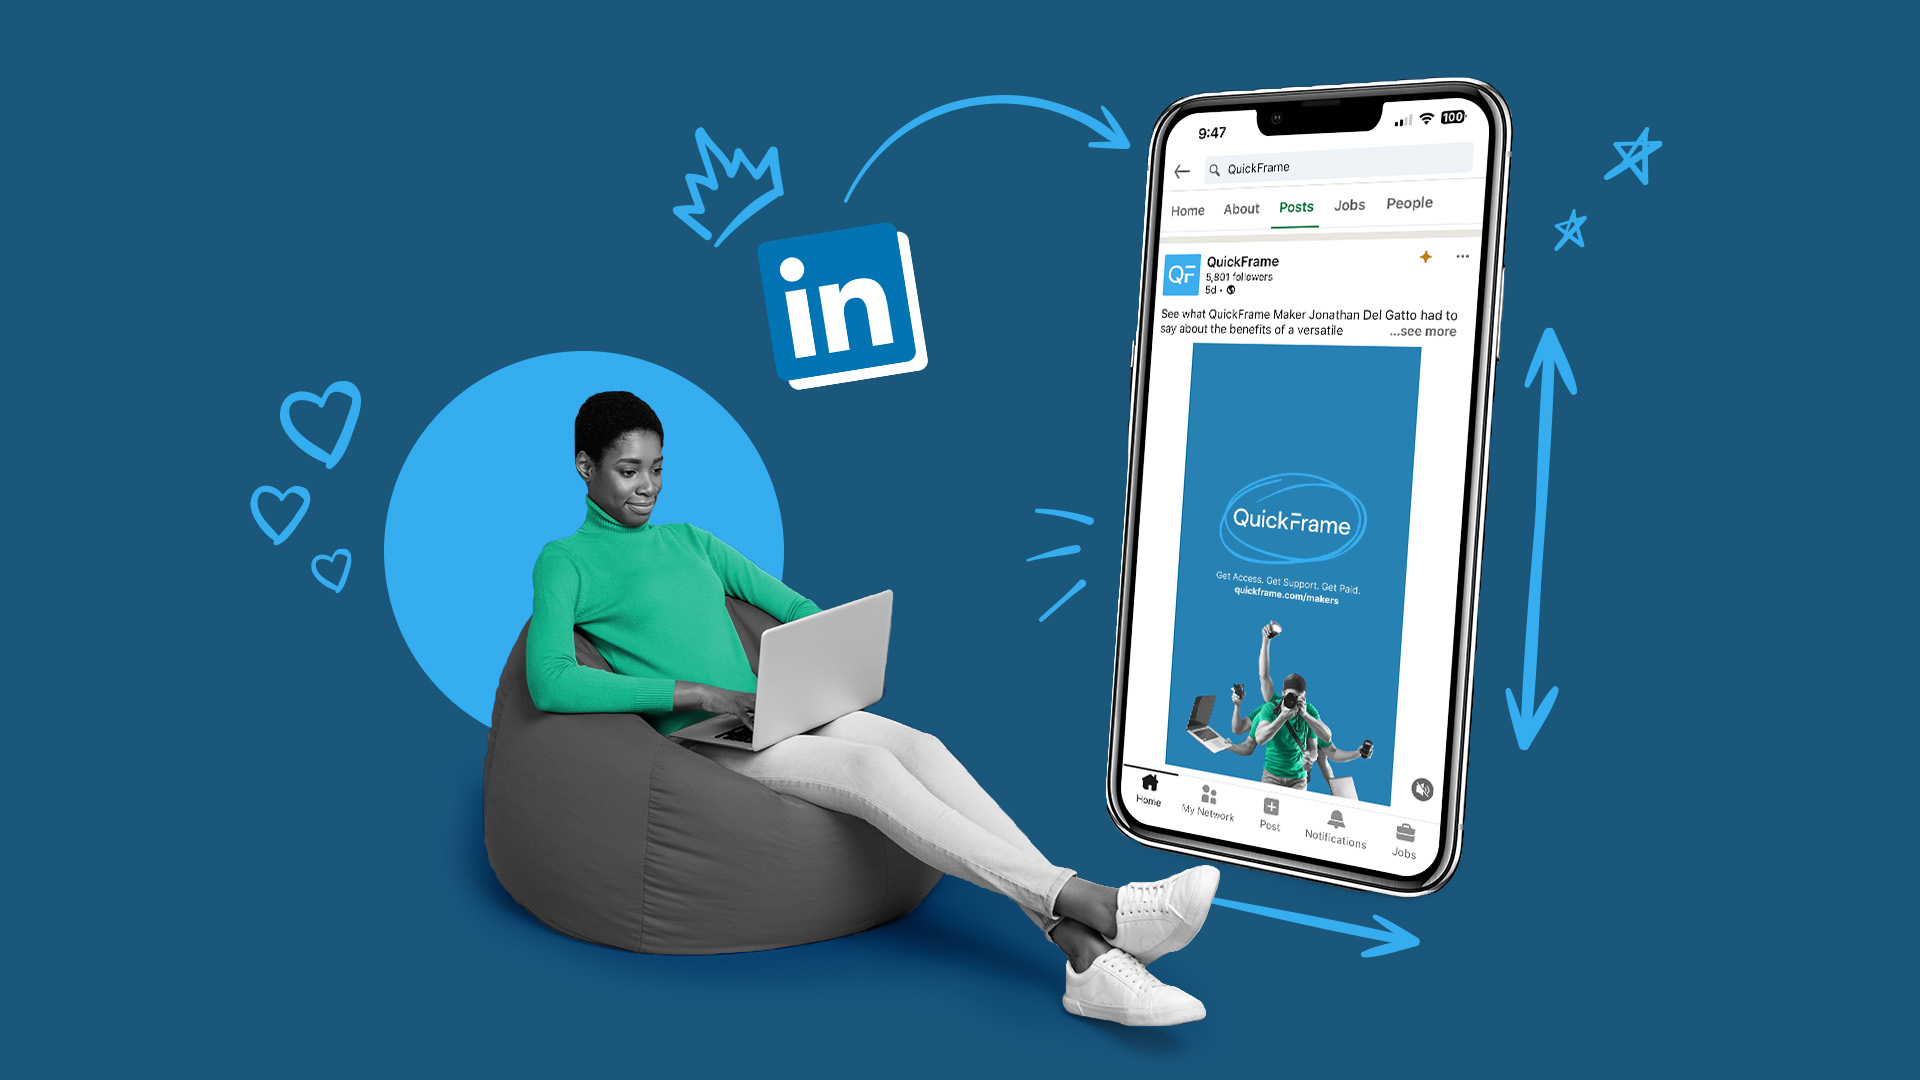 in
9:47
100
QuickFrame
Home About Posts Jobs People
QF
QuickFrame
5,801 followers
5d •
See what QuickFrame Maker Jonathan Del Gatto had to
say about the benefits of a versatile ...see more
QuickFrame
Get Access. Get Support. Get Paid.
quickframe.com/makers
Home My Network Post Notifications Jobs